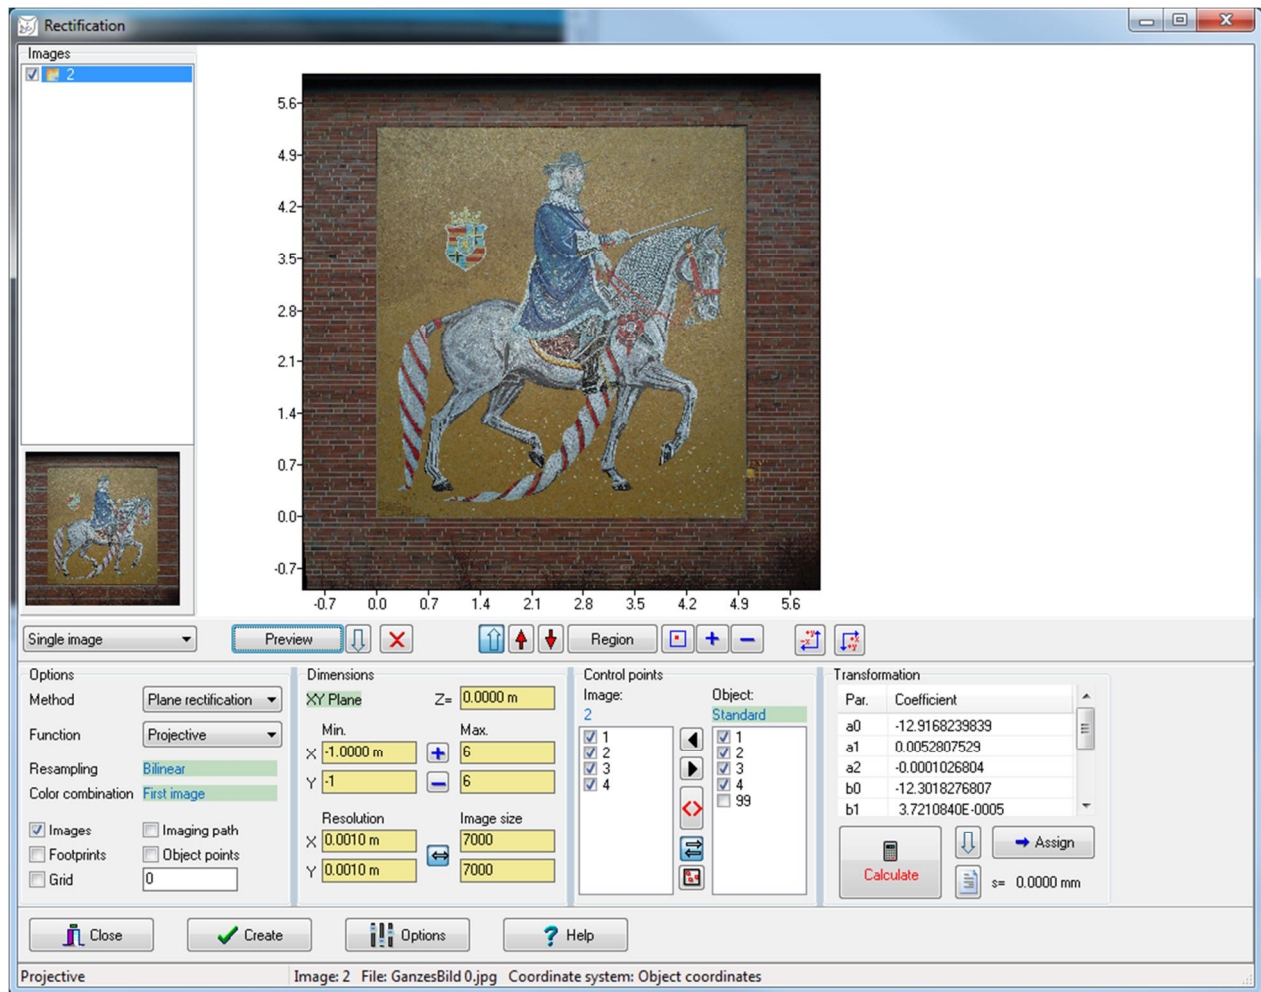 Rectification
Images
2
5.6
4.9
4.2
3.5
2.8
2.1
1.4
0.7
0.0
-0.7
-0.7 0.0 0.7 1.4 2.1 2.8 3.5 4.2 4.9 5.6
Single image Preview Region
Options
Method Plane rectification
Function Projective
Resampling Bilinear
Color combination First image
Images Imaging path
Footprints Object points
Grid 0
Dimensions
XY Plane Z= 0.0000 m
Min. Max.
X -1.0000 m 6
Y -1 6
Resolution Image size
X 0.0010 m 7000
Y 0.0010 m 7000
Control points
Image: Object:
2 Standard
1 1
2 2
3 3
4 4
99
Transformation
Par. Coefficient
a0 -12.9168239839
a1 0.0052807529
a2 -0.0001026804
b0 -12.3018276807
b1 3.7210840E-0005
Calculate Assign
s= 0.0000 mm
Close Create Options Help
Projective Image: 2 File: GanzesBild 0.jpg Coordinate system: Object coordinates